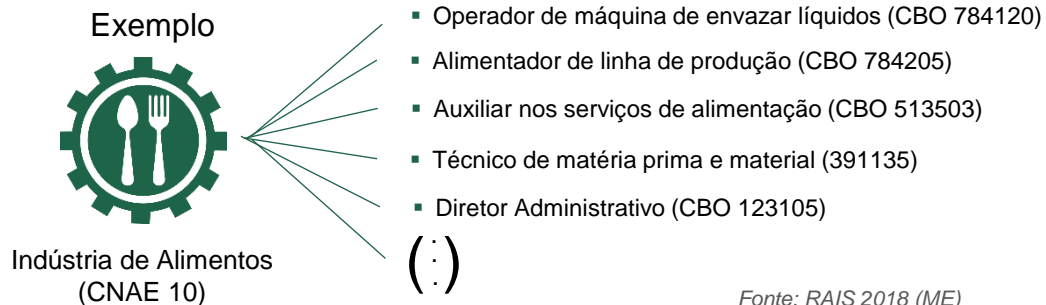 Exemplo
▪ Operador de máquina de envazar líquidos (CBO 784120)
▪ Alimentador de linha de produção (CBO 784205)
▪ Auxiliar nos serviços de alimentação (CBO 513503)
▪ Técnico de matéria prima e material (391135)
▪ Diretor Administrativo (CBO 123105)
(⋮)
Indústria de Alimentos
(CNAE 10)
Fonte: RAIS 2018 (ME)